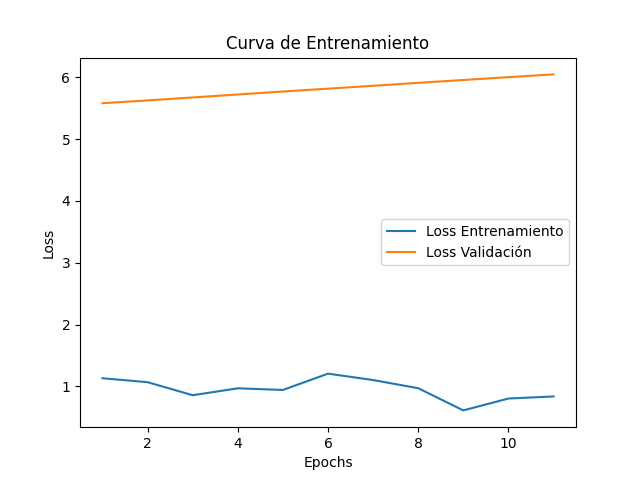 Curva de Entrenamiento
6
5
4
3
2
1
Loss
Loss Entrenamiento
Loss Validación
2 4 6 8 10
Epochs